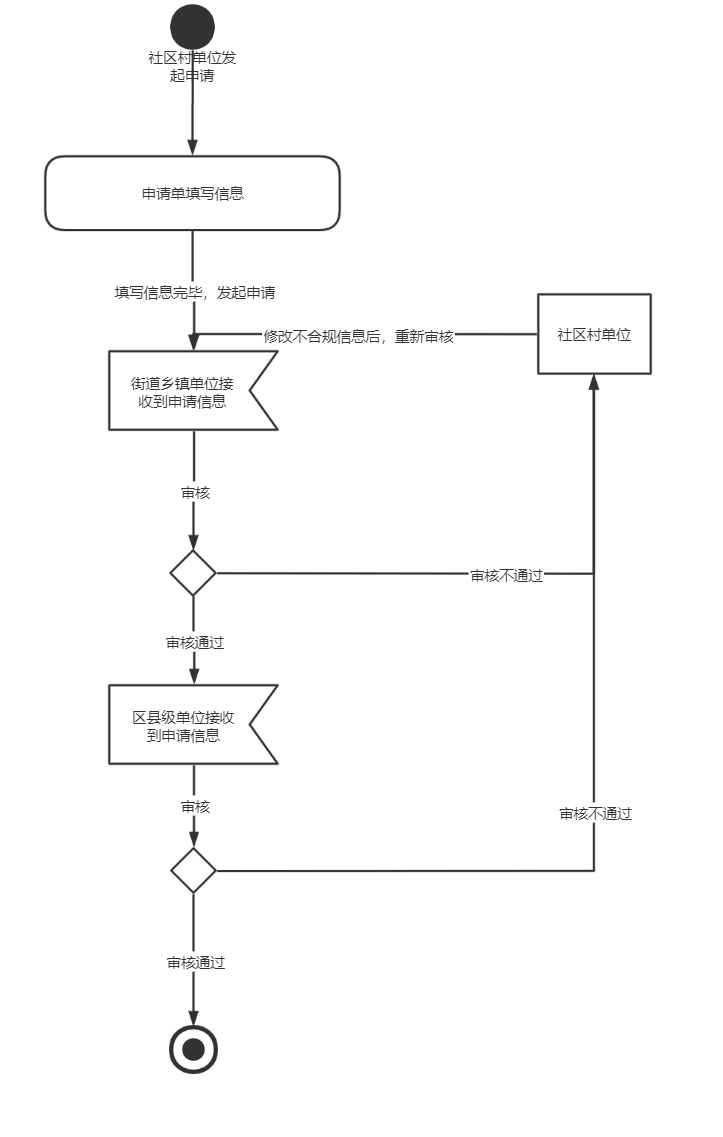 社区村单位发
起申请
申请单填写信息
填写信息完毕，发起申请
修改不合规信息后，重新审核
社区村单位
街道乡镇单位接
收到申请信息
审核
审核不通过
审核通过
区县级单位接收
到申请信息
审核
审核不通过
审核通过